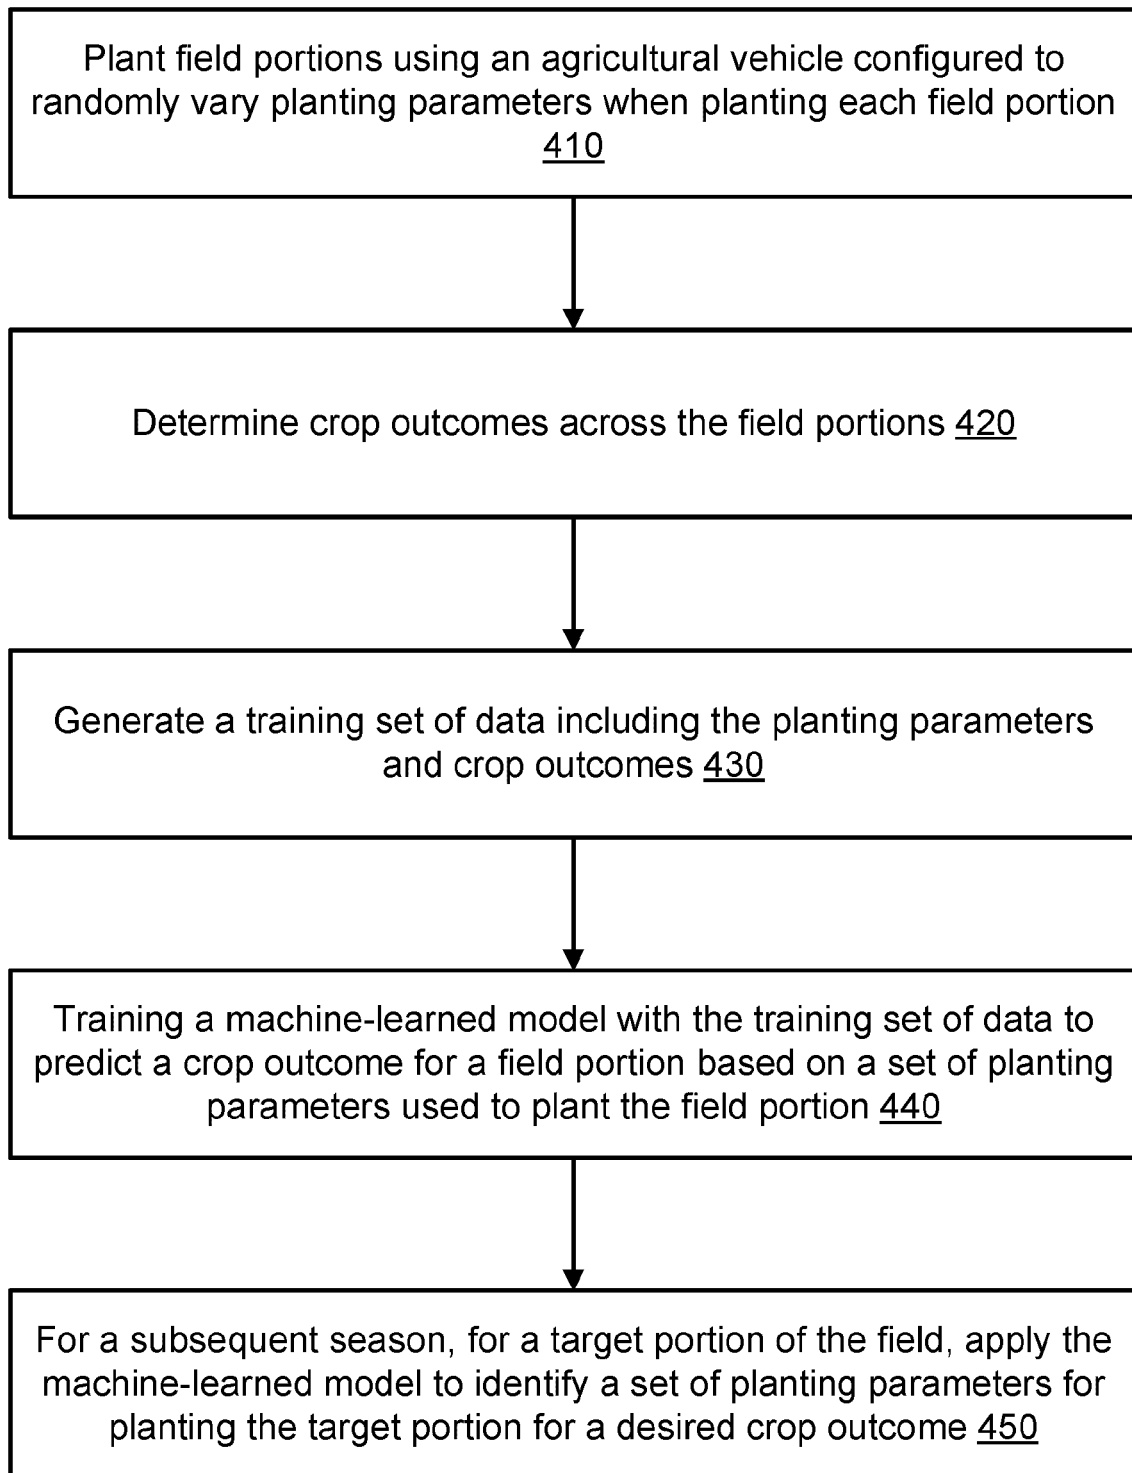 Plant field portions using an agricultural vehicle configured to
randomly vary planting parameters when planting each field portion
410
Determine crop outcomes across the field portions 420
Generate a training set of data including the planting parameters
and crop outcomes 430
Training a machine-learned model with the training set of data to
predict a crop outcome for a field portion based on a set of planting
parameters used to plant the field portion 440
For a subsequent season, for a target portion of the field, apply the
machine-learned model to identify a set of planting parameters for
planting the target portion for a desired crop outcome 450